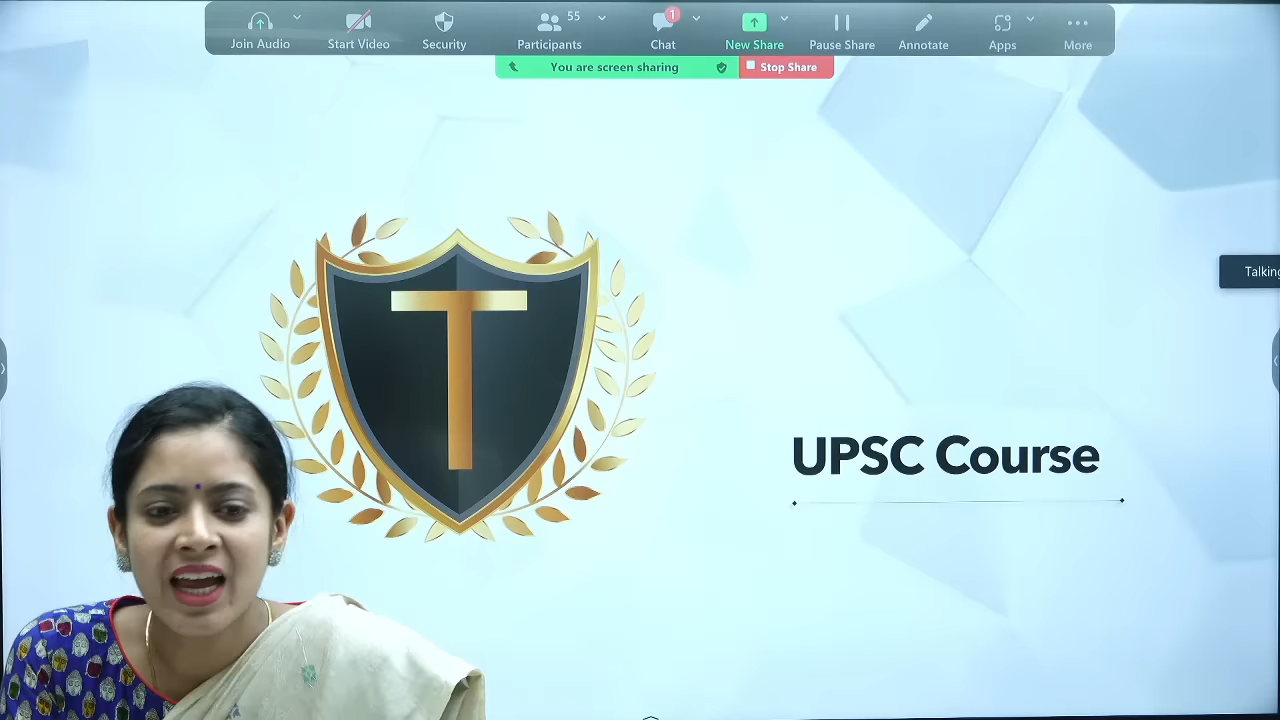 Join Audio
Start Video
Security
55
Participants
1
Chat
New Share
Pause Share
Annotate
Apps
More
You are screen sharing
Stop Share
Talking
T
UPSC Course